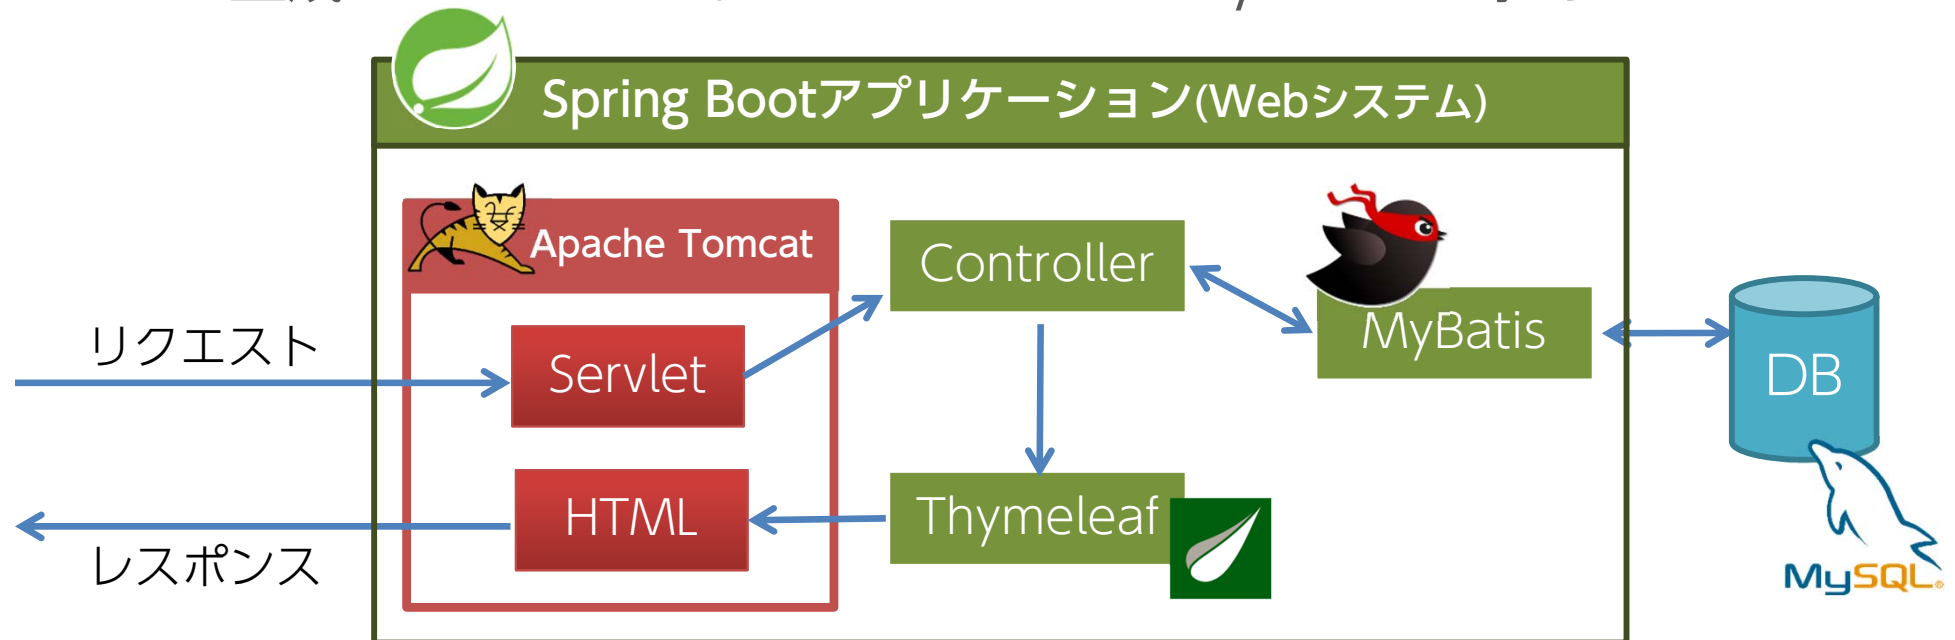 Spring Bootアプリケーション(Webシステム)
Apache Tomcat
Controller
MyBatis
リクエスト
Servlet
DB
HTML
Thymeleaf
レスポンス
MySQL